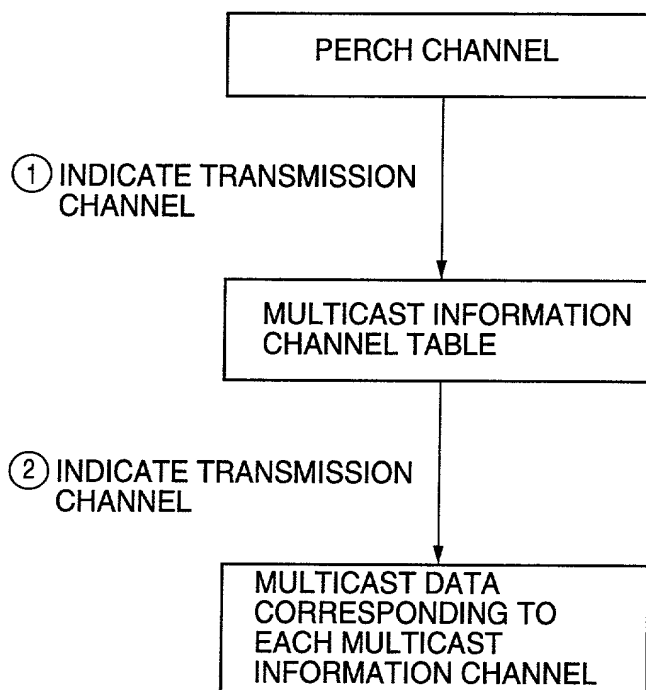 PERCH CHANNEL
① INDICATE TRANSMISSION
CHANNEL
MULTICAST INFORMATION
CHANNEL TABLE
② INDICATE TRANSMISSION
CHANNEL
MULTICAST DATA
CORRESPONDING TO
EACH MULTICAST
INFORMATION CHANNEL